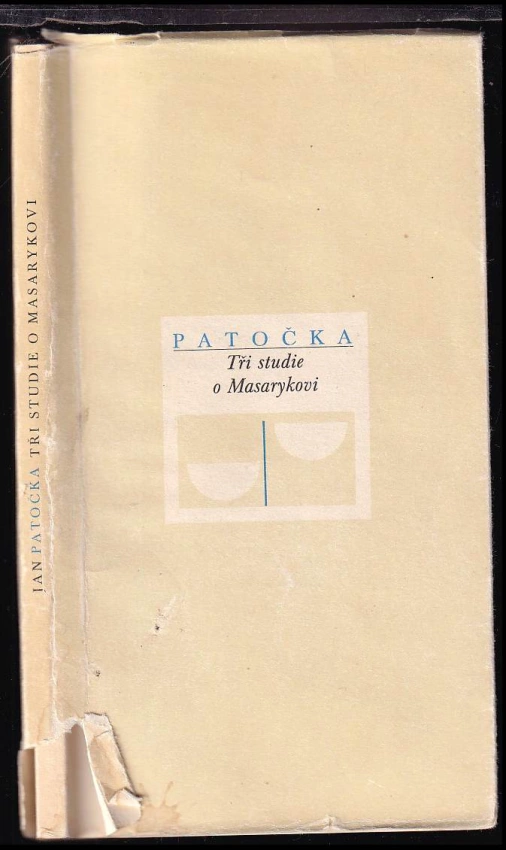 PATOČKA
Tři studie
o Masarykovi
JAN PATOČKA TŘI STUDIE O MASARYKOVI